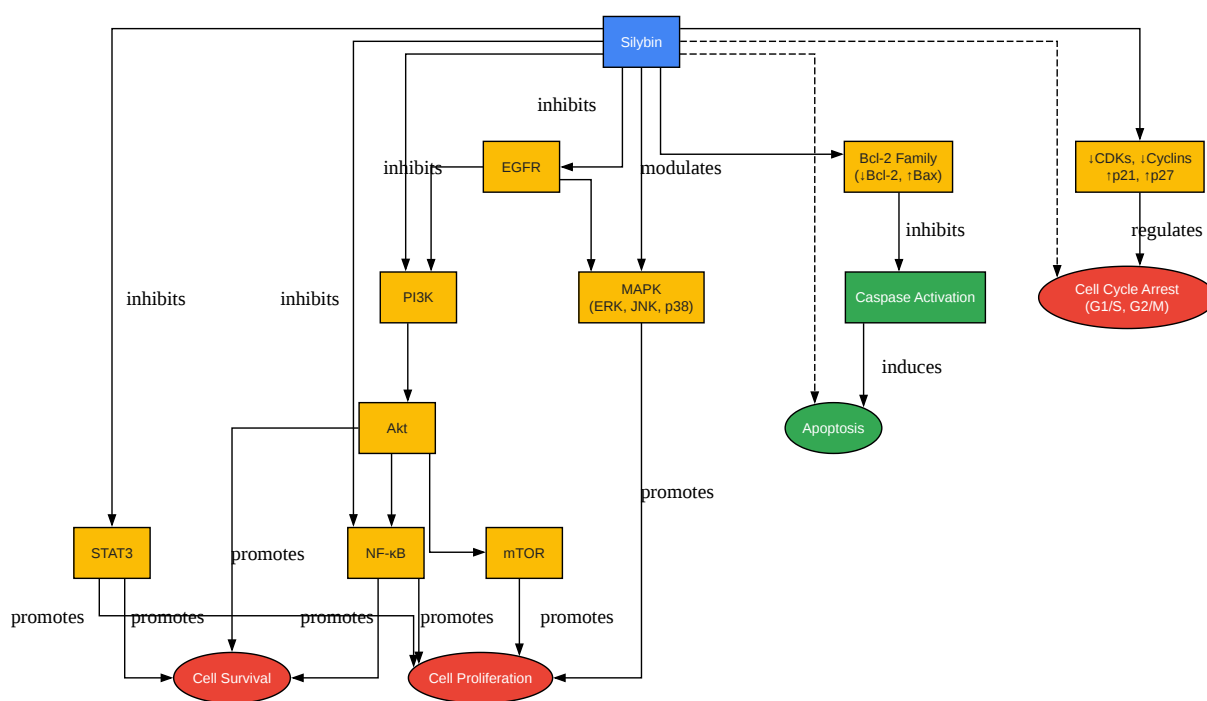 Silybin
inhibits
inhibits
EGFR
modulates
Bcl-2 Family
(↓Bcl-2, ↑Bax)
↓CDKs, ↓Cyclins
↑p21, ↑p27
inhibits
regulates
inhibits
inhibits
PI3K
MAPK
(ERK, JNK, p38)
Caspase Activation
Cell Cycle Arrest
(G1/S, G2/M)
induces
Akt
Apoptosis
promotes
STAT3
promotes
NF-κB
mTOR
promotes
promotes
promotes
promotes
promotes
Cell Survival
Cell Proliferation